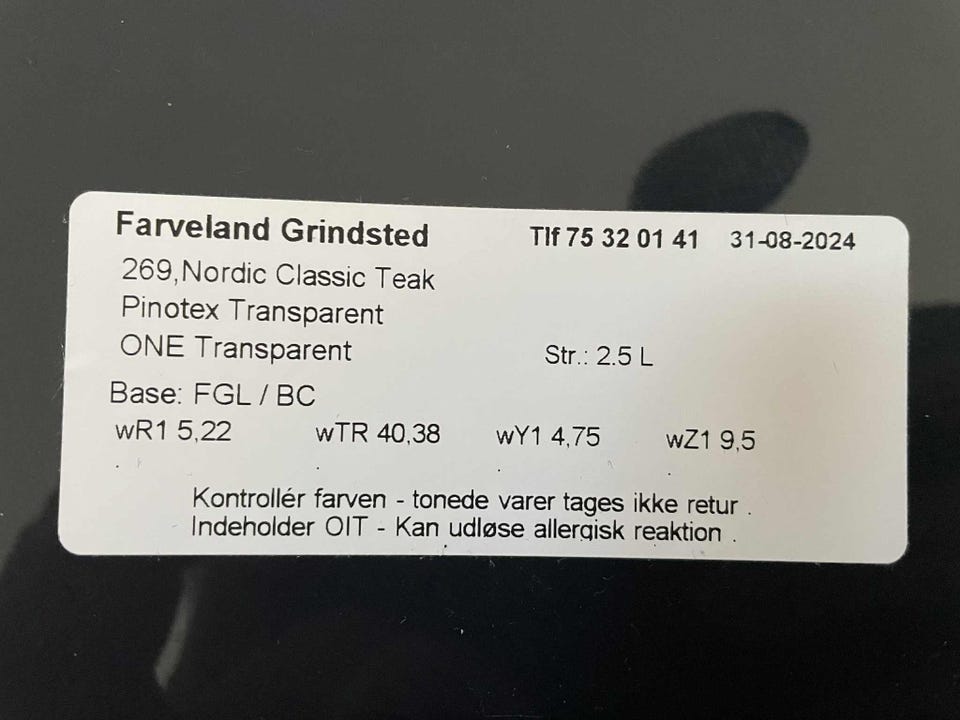 Farveland Grindsted Tlf 75 32 01 41 31-08-2024
269,Nordic Classic Teak
Pinotex Transparent
ONE Transparent Str.: 2.5 L
Base: FGL / BC
wR1 5,22 wTR 40,38 wY1 4,75 wZ1 9,5
. . . .
Kontrollér farven - tonede varer tages ikke retur .
Indeholder OIT - Kan udløse allergisk reaktion .